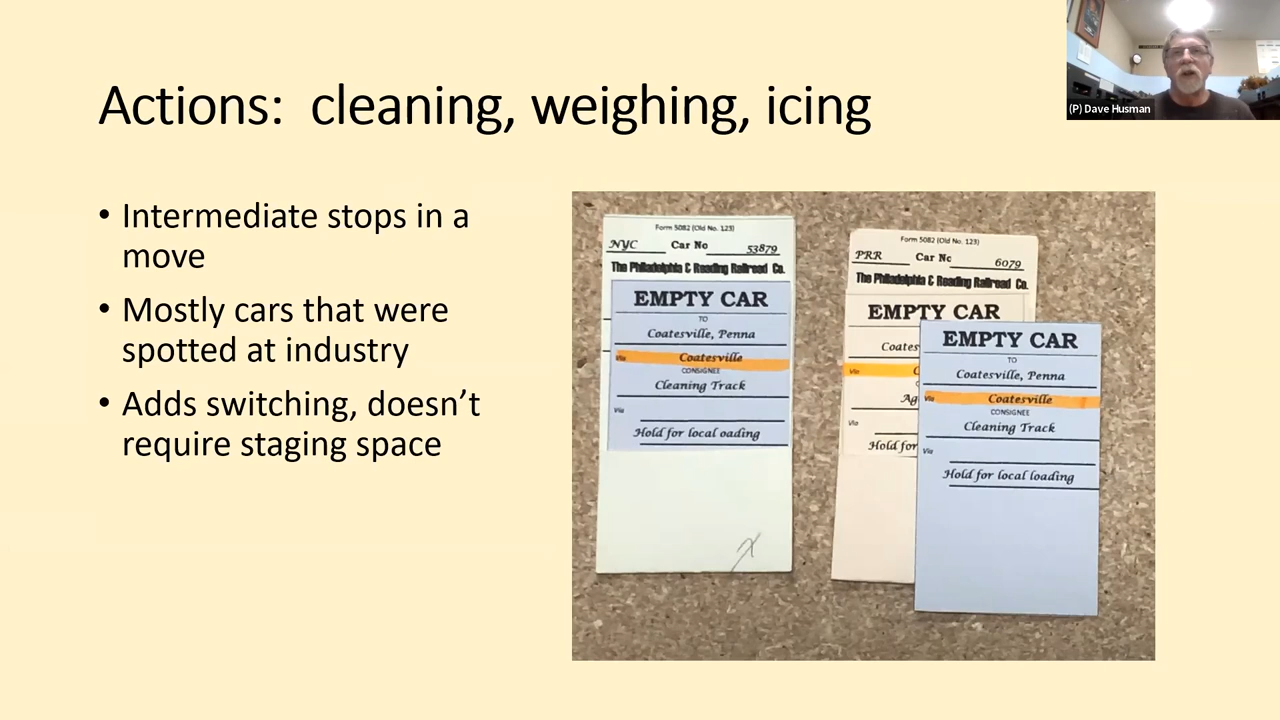 Actions:  cleaning, weighing, icing
(P) Dave Husman
• Intermediate stops in a
move
• Mostly cars that were
spotted at industry
• Adds switching, doesn't
require staging space
Form 5082 (Old No. 123)
NYC Car No 53879
The Philadelphia & Reading Railroad Co.
EMPTY CAR
TO
Coatesville, Penna
Via Coatesville
CONSIGNEE
Cleaning Track
Via
Hold for local oading
X
Form 5082 (Old No. 123)
PRR Car No 6079
The Philadelphia & Reading Railroad Co.
EMPTY CAR
Coates
Via C
Ag
Via
Hold for
EMPTY CAR
TO
Coatesville, Penna
Via Coatesville
CONSIGNEE
Cleaning Track
Via
Hold for local loading